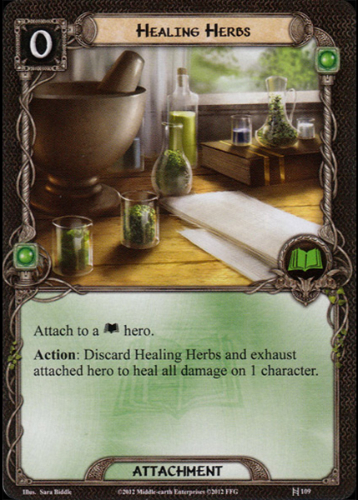 0
Healing Herbs
Attach to a hero.
Action: Discard Healing Herbs and exhaust
attached hero to heal all damage on 1 character.
ATTACHMENT
Illus. Sara Biddle
©2012 Middle-earth Enterprises ©2012 FFG
109